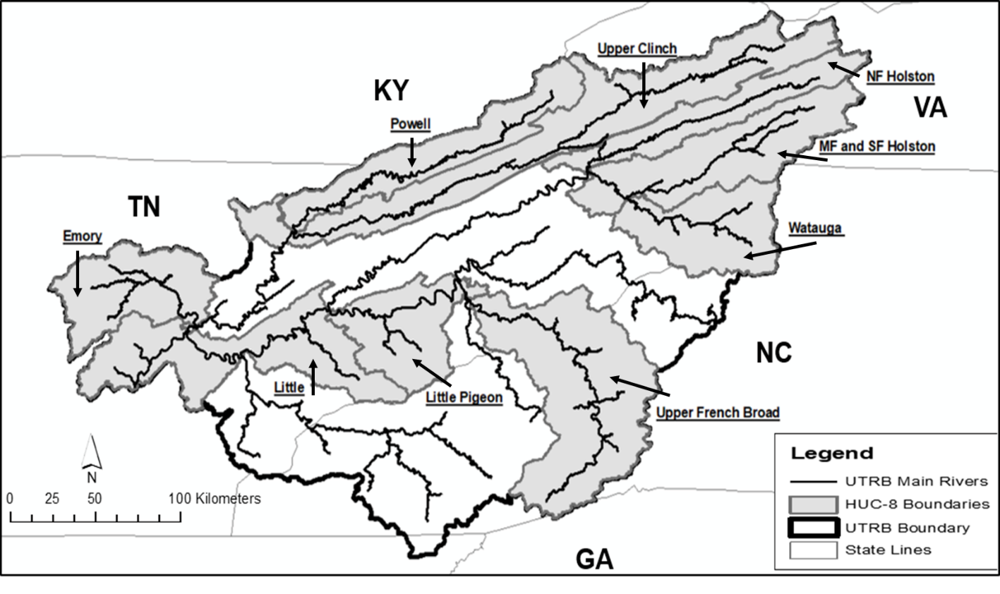 Upper Clinch
NF Holston
KY
VA
Powell
MF and SF Holston
TN
Emory
Watauga
NC
Little
Little Pigeon
Upper French Broad
N
0 25 50 100 Kilometers
GA
Legend
UTRB Main Rivers
HUC-8 Boundaries
UTRB Boundary
State Lines